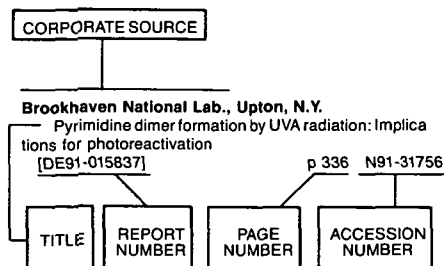 CORPORATE SOURCE
Brookhaven National Lab., Upton, N.Y.
Pyrimidine dimer formation by UVA radiation: Implica
tions for photoreactivation
[DE91-015837] p 336 N91-31756
TITLE REPORT NUMBER PAGE NUMBER ACCESSION NUMBER